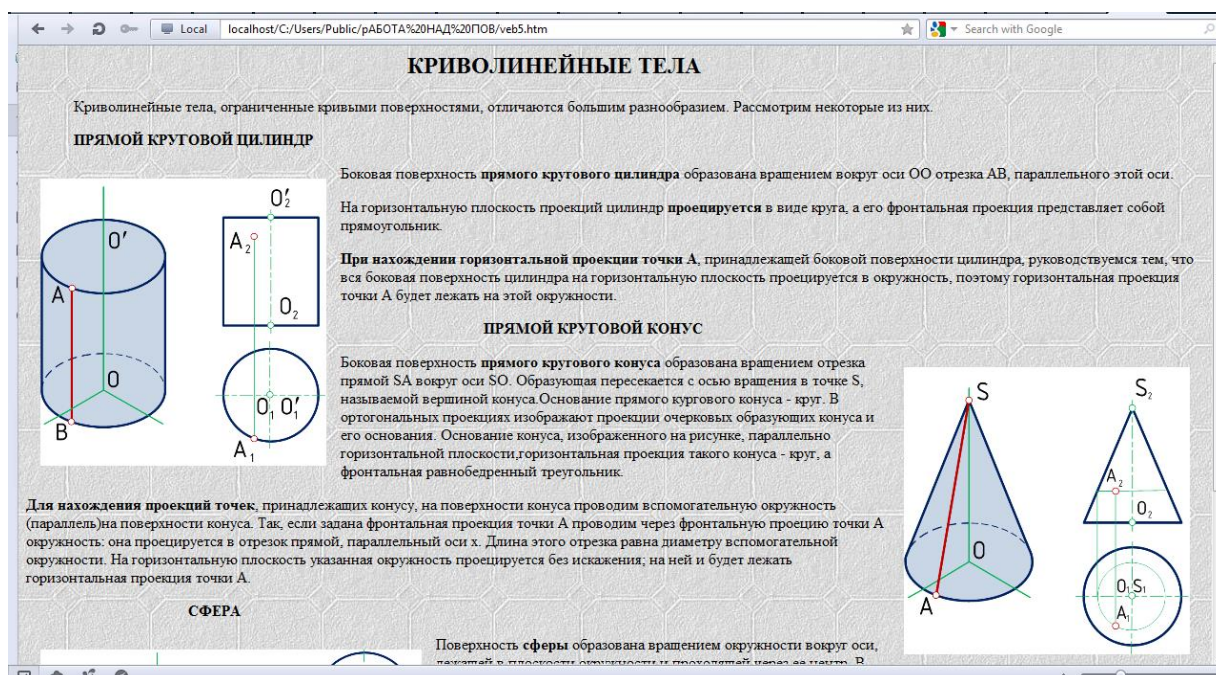 Local localhost/C:/Users/Public/рАБОТА%20НАД%20ПОВ/veb5.htm Search with Google
КРИВОЛИНЕЙНЫЕ ТЕЛА
Криволинейные тела, ограниченные кривыми поверхностями, отличаются большим разнообразием. Рассмотрим некоторые из них.
ПРЯМОЙ КРУГОВОЙ ЦИЛИНДР
Боковая поверхность прямого кругового цилиндра образована вращением вокруг оси ОО отрезка АВ, параллельного этой оси.
На горизонтальную плоскость проекций цилиндр проецируется в виде круга, а его фронтальная проекция представляет собой
прямоугольник.
При нахождении горизонтальной проекции точки А, принадлежащей боковой поверхности цилиндра, руководствуемся тем, что
вся боковая поверхность цилиндра на горизонтальную плоскость проецируется в окружность, поэтому горизонтальная проекция
точки А будет лежать на этой окружности.
O′
A
O
B
O′₂
A₂
O₂
O₁ O′₁
A₁
ПРЯМОЙ КРУГОВОЙ КОНУС
Боковая поверхность прямого кругового конуса образована вращением отрезка
прямой SA вокруг оси SO. Образующая пересекается с осью вращения в точке S,
называемой вершиной конуса.Основание прямого кургового конуса - круг. В
ортогональных проекциях изображают проекции очерковых образующих конуса и
его основания. Основание конуса, изображенного на рисунке, параллельно
горизонтальной плоскости,горизонтальная проекция такого конуса - круг, а
фронтальная равнобедренный треугольник.
Для нахождения проекций точек, принадлежащих конусу, на поверхности конуса проводим вспомогательную окружность
(параллель)на поверхности конуса. Так, если задана фронтальная проекция точки А проводим через фронтальную проецию точки А
окружность: она проецируется в отрезок прямой, параллельный оси х. Длина этого отрезка равна диаметру вспомогательной
окружности. На горизонтальную плоскость указанная окружность проецируется без искажения; на ней и будет лежать
горизонтальная проекция точки А.
S
O
A
S₂
A₂
O₂
O₁S₁
A₁
СФЕРА
Поверхность сферы образована вращением окружности вокруг оси,
лежащей в плоскости окружности и проходящей через ее центр. В